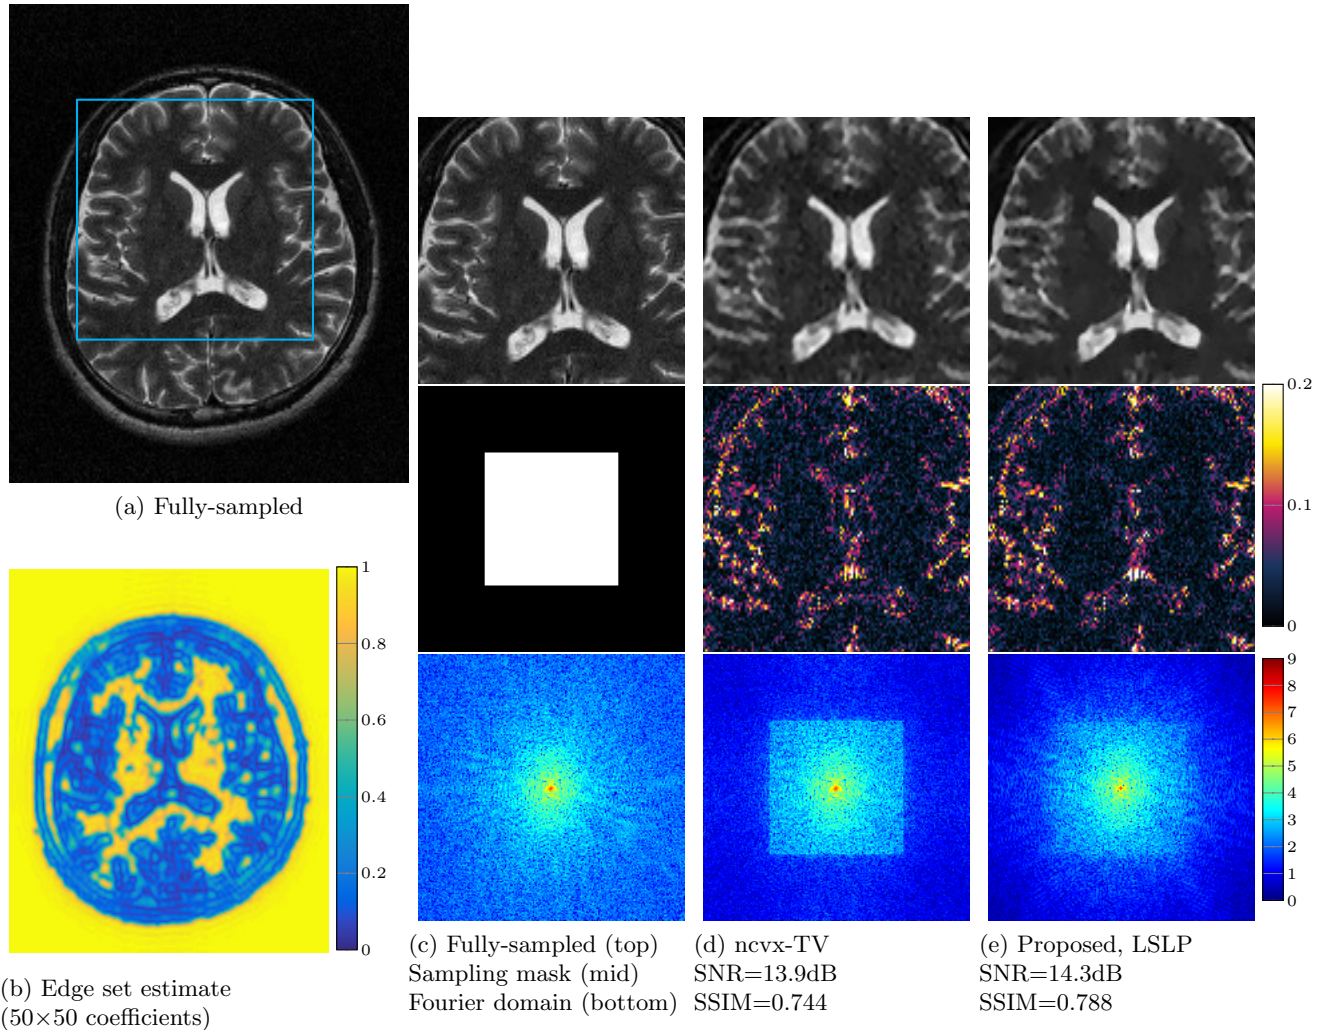 (a) Fully-sampled
1
0.8
0.6
0.4
0.2
0
(b) Edge set estimate
(50×50 coefficients)
(c) Fully-sampled (top)
Sampling mask (mid)
Fourier domain (bottom)
(d) ncvx-TV
SNR=13.9dB
SSIM=0.744
(e) Proposed, LSLP
SNR=14.3dB
SSIM=0.788
0.2
0.1
0
9
8
7
6
5
4
3
2
1
0